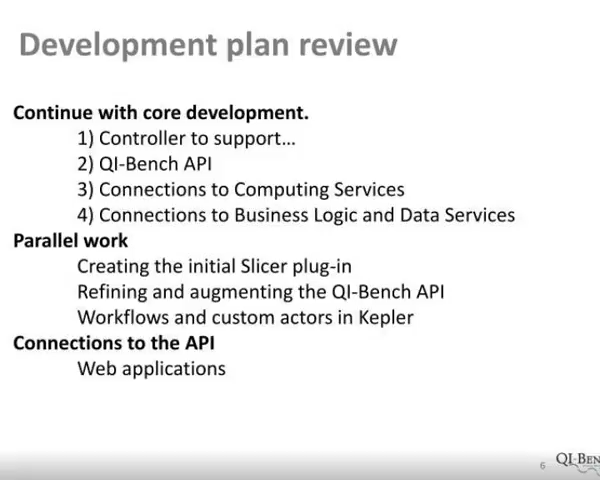 Development plan review
Continue with core development.
1) Controller to support…
2) QI-Bench API
3) Connections to Computing Services
4) Connections to Business Logic and Data Services
Parallel work
Creating the initial Slicer plug-in
Refining and augmenting the QI-Bench API
Workflows and custom actors in Kepler
Connections to the API
Web applications
6